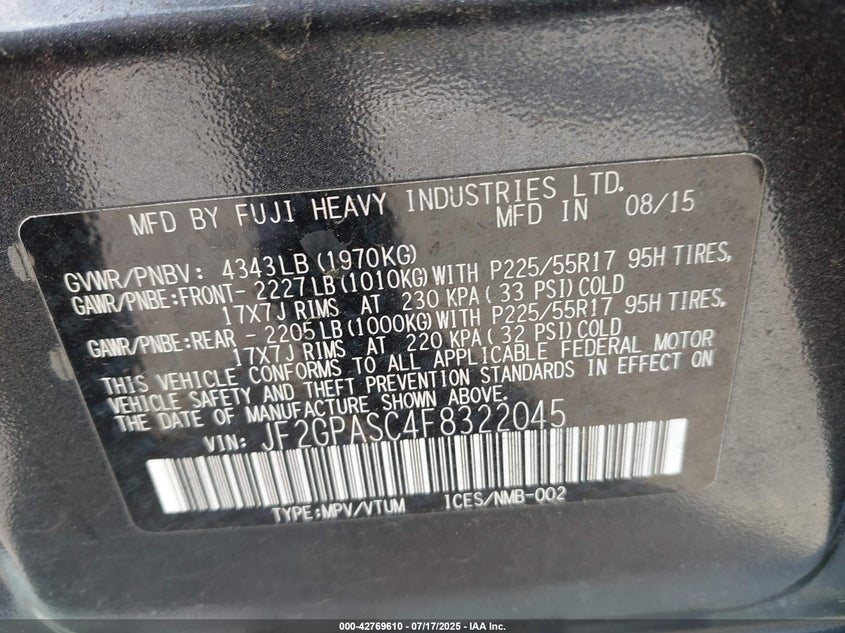 MFD BY FUJI HEAVY INDUSTRIES LTD.
MFD IN 08/15
GVWR/PNBV: 4343LB(1970KG)
GAWR/PNBE:FRONT- 2227LB(1010KG)WITH P225/55R17 95H TIRES,
17X7J RIMS AT 230 KPA( 33 PSI)COLD
GAWR/PNBE:REAR - 2205LB(1000KG)WITH P225/55R17 95H TIRES,
17X7J RIMS AT 220 KPA( 32 PSI)COLD
THIS VEHICLE CONFORMS TO ALL APPLICABLE FEDERAL MOTOR
VEHICLE SAFETY AND THEFT PREVENTION STANDARDS IN EFFECT ON
THE DATE OF MANUFACTURE SHOWN ABOVE.
VIN: JF2GPASC4F8322045
TYPE:MPV/VTUM ICES/NMB-002
000-42769610 - 07/17/2025 - IAA Inc.